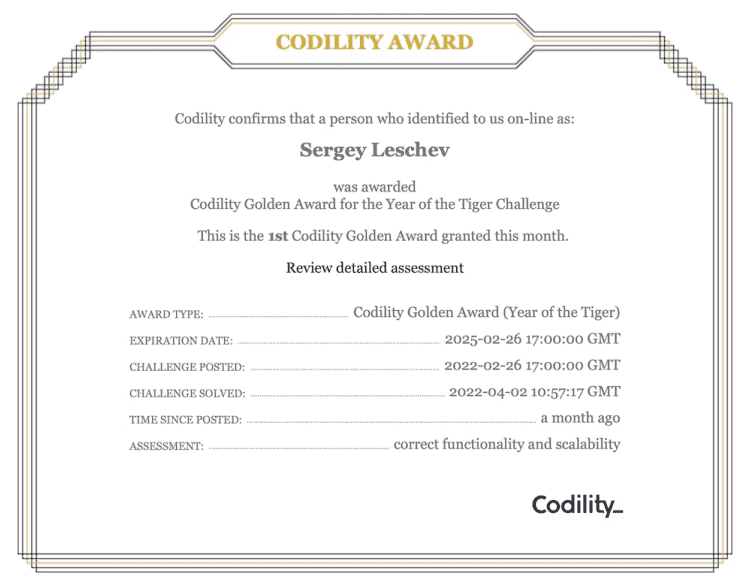 CODILITY AWARD
Codility confirms that a person who identified to us on-line as:
Sergey Leschev
was awarded
Codility Golden Award for the Year of the Tiger Challenge
This is the 1st Codility Golden Award granted this month.
Review detailed assessment
AWARD TYPE: Codility Golden Award (Year of the Tiger)
EXPIRATION DATE: 2025-02-26 17:00:00 GMT
CHALLENGE POSTED: 2022-02-26 17:00:00 GMT
CHALLENGE SOLVED: 2022-04-02 10:57:17 GMT
TIME SINCE POSTED: a month ago
ASSESSMENT: correct functionality and scalability
Codility_